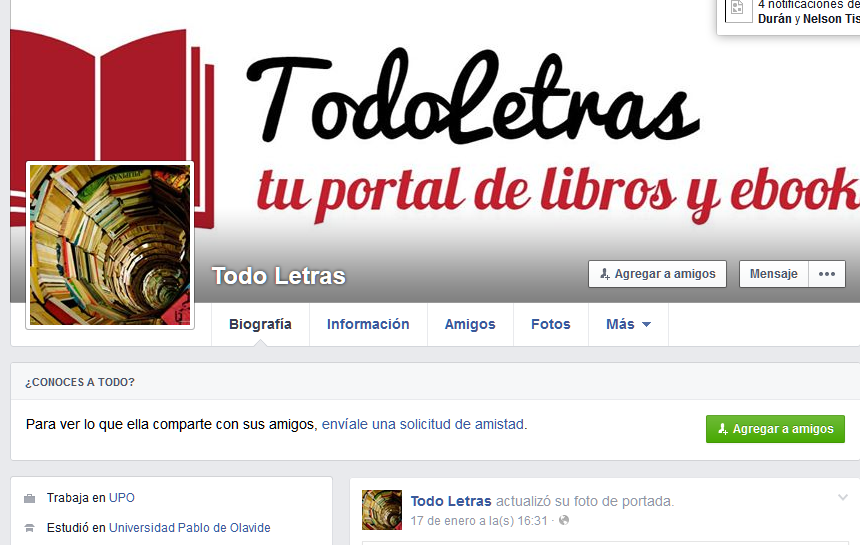 4 notificaciones de
Durán y Nelson Tis
TodoLetras
tu portal de libros y ebook
Todo Letras
Agregar a amigos
Mensaje
Biografía
Información
Amigos
Fotos
Más
¿CONOCES A TODO?
Para ver lo que ella comparte con sus amigos, envíale una solicitud de amistad.
Agregar a amigos
Trabaja en UPO
Estudió en Universidad Pablo de Olavide
Todo Letras actualizó su foto de portada.
17 de enero a la(s) 16:31 ·